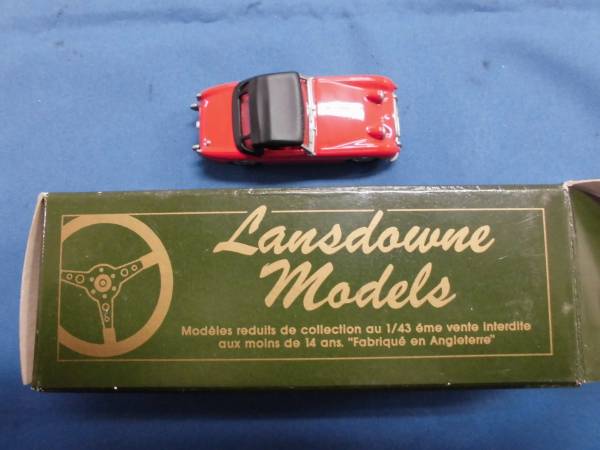 Lansdowne
Models
Modèles reduits de collection au 1/43 éme vente interdite
aux moins de 14 ans. "Fabriqué en Angleterre"